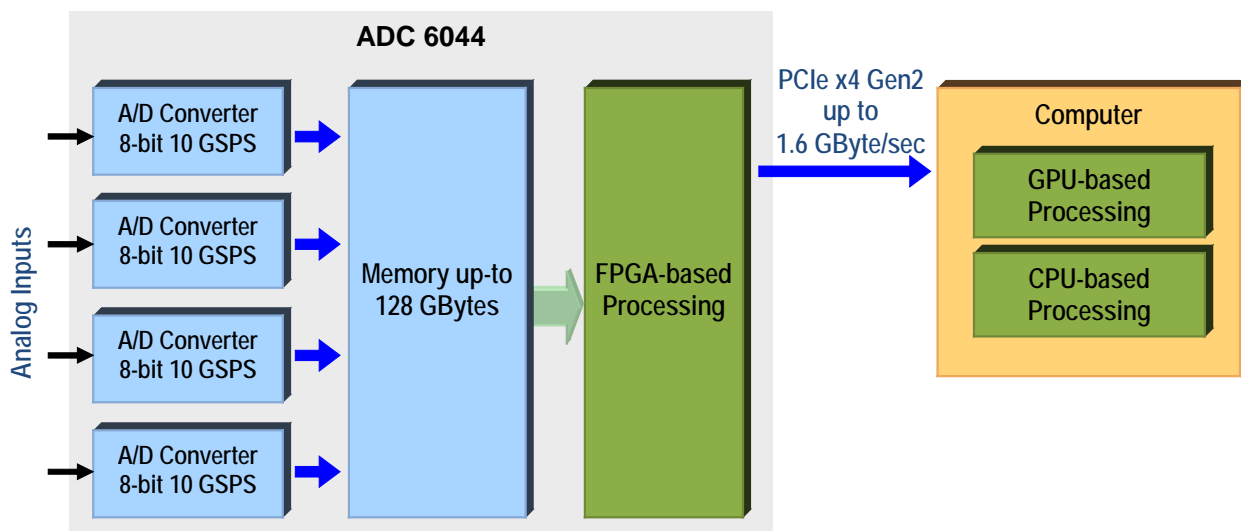 ADC 6044
Analog Inputs
A/D Converter
8-bit 10 GSPS
A/D Converter
8-bit 10 GSPS
A/D Converter
8-bit 10 GSPS
A/D Converter
8-bit 10 GSPS
Memory up-to
128 GBytes
FPGA-based
Processing
PCIe x4 Gen2
up to
1.6 GByte/sec
Computer
GPU-based
Processing
CPU-based
Processing